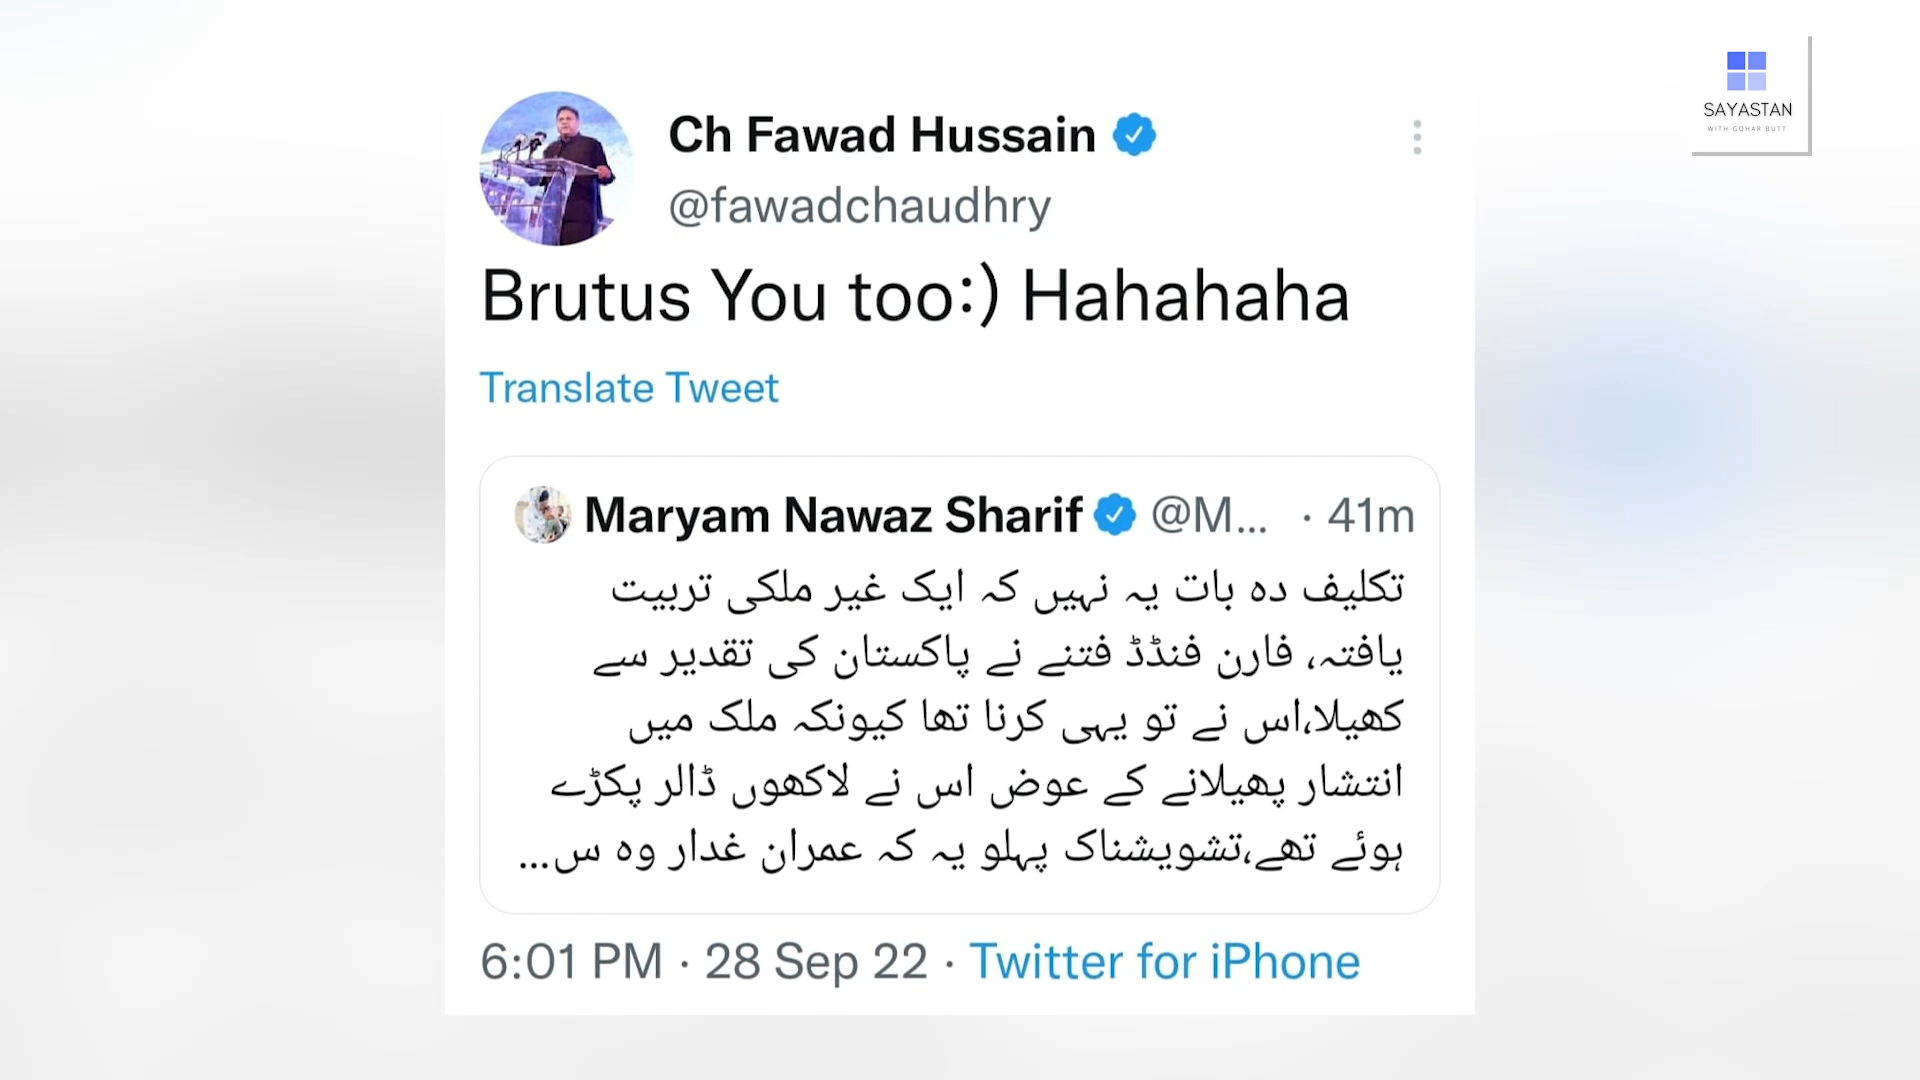 SAYASTAN
WITH GOHAR BUTT
Ch Fawad Hussain
@fawadchaudhry
Brutus You too:) Hahahaha
Translate Tweet
Maryam Nawaz Sharif @M... · 41m
تکلیف دہ بات یہ نہیں کہ ایک غیر ملکی تربیت
یافتہ، فارن فنڈڈ فتنے نے پاکستان کی تقدیر سے
کھیلا،اس نے تو یہی کرنا تھا کیونکہ ملک میں
انتشار پھیلانے کے عوض اس نے لاکھوں ڈالر پکڑے
ہوئے تھے،تشویشناک پہلو یہ کہ عمران غدار وہ س...
6:01 PM · 28 Sep 22 · Twitter for iPhone